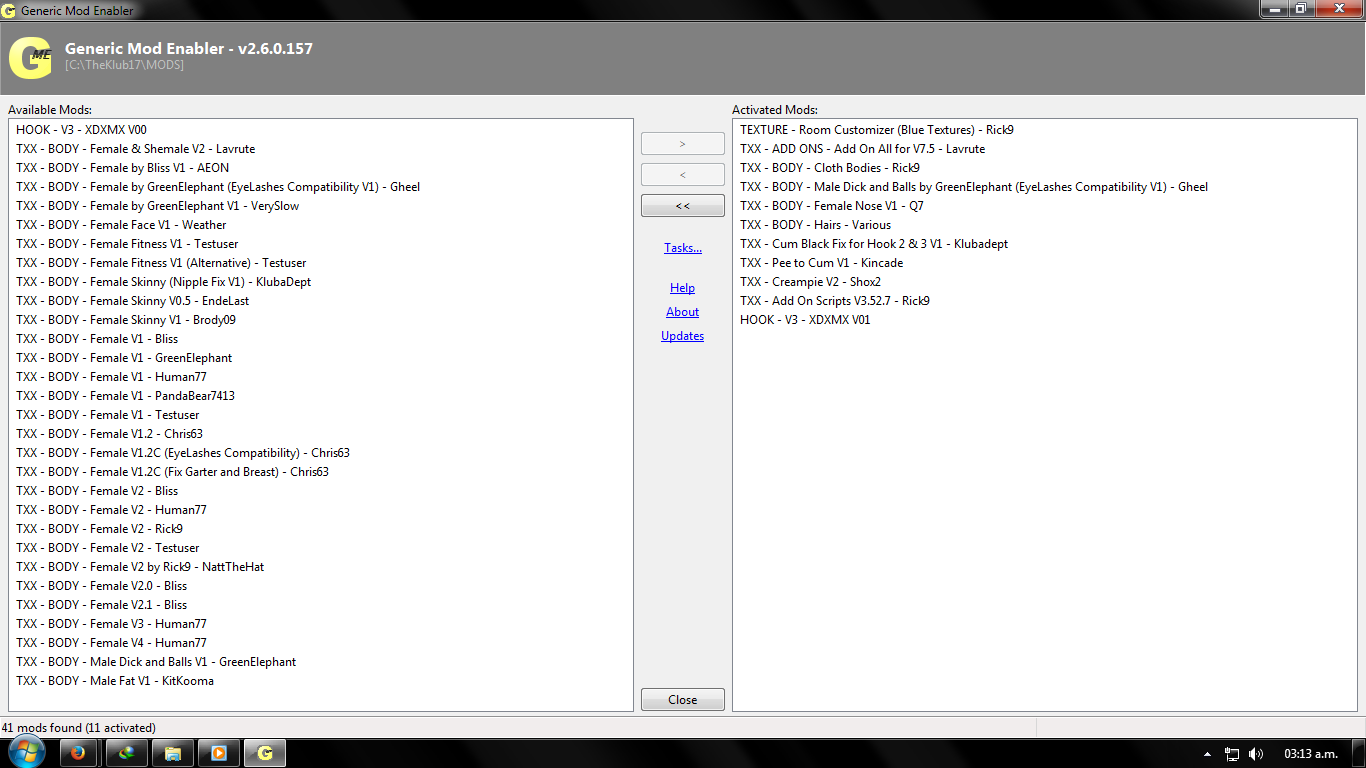 Generic Mod Enabler
GME
Generic Mod Enabler - v2.6.0.157
[C:\TheKlub17\MODS]
Available Mods:
HOOK - V3 - XDXMX V00
TXX - BODY - Female & Shemale V2 - Lavrute
TXX - BODY - Female by Bliss V1 - AEON
TXX - BODY - Female by GreenElephant (EyeLashes Compatibility V1) - Gheel
TXX - BODY - Female by GreenElephant V1 - VerySlow
TXX - BODY - Female Face V1 - Weather
TXX - BODY - Female Fitness V1 - Testuser
TXX - BODY - Female Fitness V1 (Alternative) - Testuser
TXX - BODY - Female Skinny (Nipple Fix V1) - KlubaDept
TXX - BODY - Female Skinny V0.5 - EndeLast
TXX - BODY - Female Skinny V1 - Brody09
TXX - BODY - Female V1 - Bliss
TXX - BODY - Female V1 - GreenElephant
TXX - BODY - Female V1 - Human77
TXX - BODY - Female V1 - PandaBear7413
TXX - BODY - Female V1 - Testuser
TXX - BODY - Female V1.2 - Chris63
TXX - BODY - Female V1.2C (EyeLashes Compatibility) - Chris63
TXX - BODY - Female V1.2C (Fix Garter and Breast) - Chris63
TXX - BODY - Female V2 - Bliss
TXX - BODY - Female V2 - Human77
TXX - BODY - Female V2 - Rick9
TXX - BODY - Female V2 - Testuser
TXX - BODY - Female V2 by Rick9 - NattTheHat
TXX - BODY - Female V2.0 - Bliss
TXX - BODY - Female V2.1 - Bliss
TXX - BODY - Female V3 - Human77
TXX - BODY - Female V4 - Human77
TXX - BODY - Male Dick and Balls V1 - GreenElephant
TXX - BODY - Male Fat V1 - KitKooma
>
<
<<
Tasks...
Help
About
Updates
Close
Activated Mods:
TEXTURE - Room Customizer (Blue Textures) - Rick9
TXX - ADD ONS - Add On All for V7.5 - Lavrute
TXX - BODY - Cloth Bodies - Rick9
TXX - BODY - Male Dick and Balls by GreenElephant (EyeLashes Compatibility V1) - Gheel
TXX - BODY - Female Nose V1 - Q7
TXX - BODY - Hairs - Various
TXX - Cum Black Fix for Hook 2 & 3 V1 - Klubadept
TXX - Pee to Cum V1 - Kincade
TXX - Creampie V2 - Shox2
TXX - Add On Scripts V3.52.7 - Rick9
HOOK - V3 - XDXMX V01
41 mods found (11 activated)
03:13 a.m.